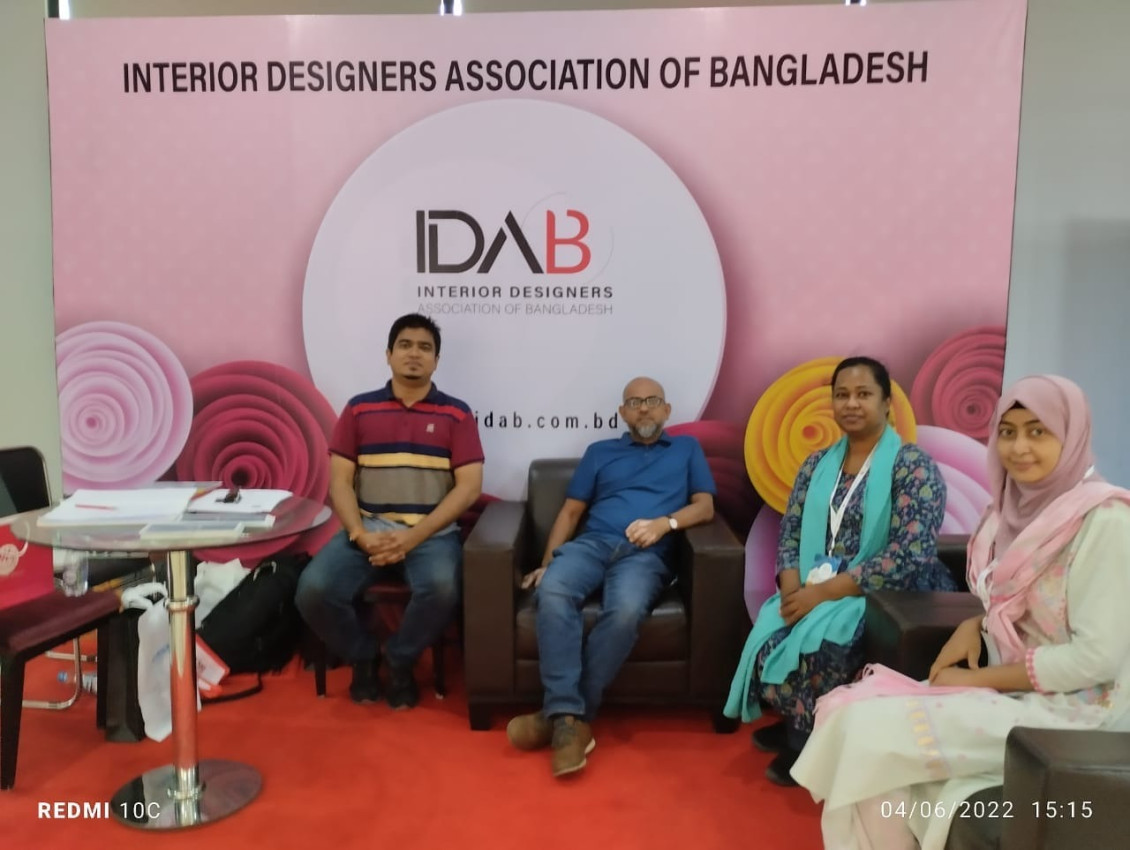 INTERIOR DESIGNERS ASSOCIATION OF BANGLADESH
IDAB
INTERIOR DESIGNERS
ASSOCIATION OF BANGLADESH
idab.com.bd
REDMI 10C
04/06/2022 15:15